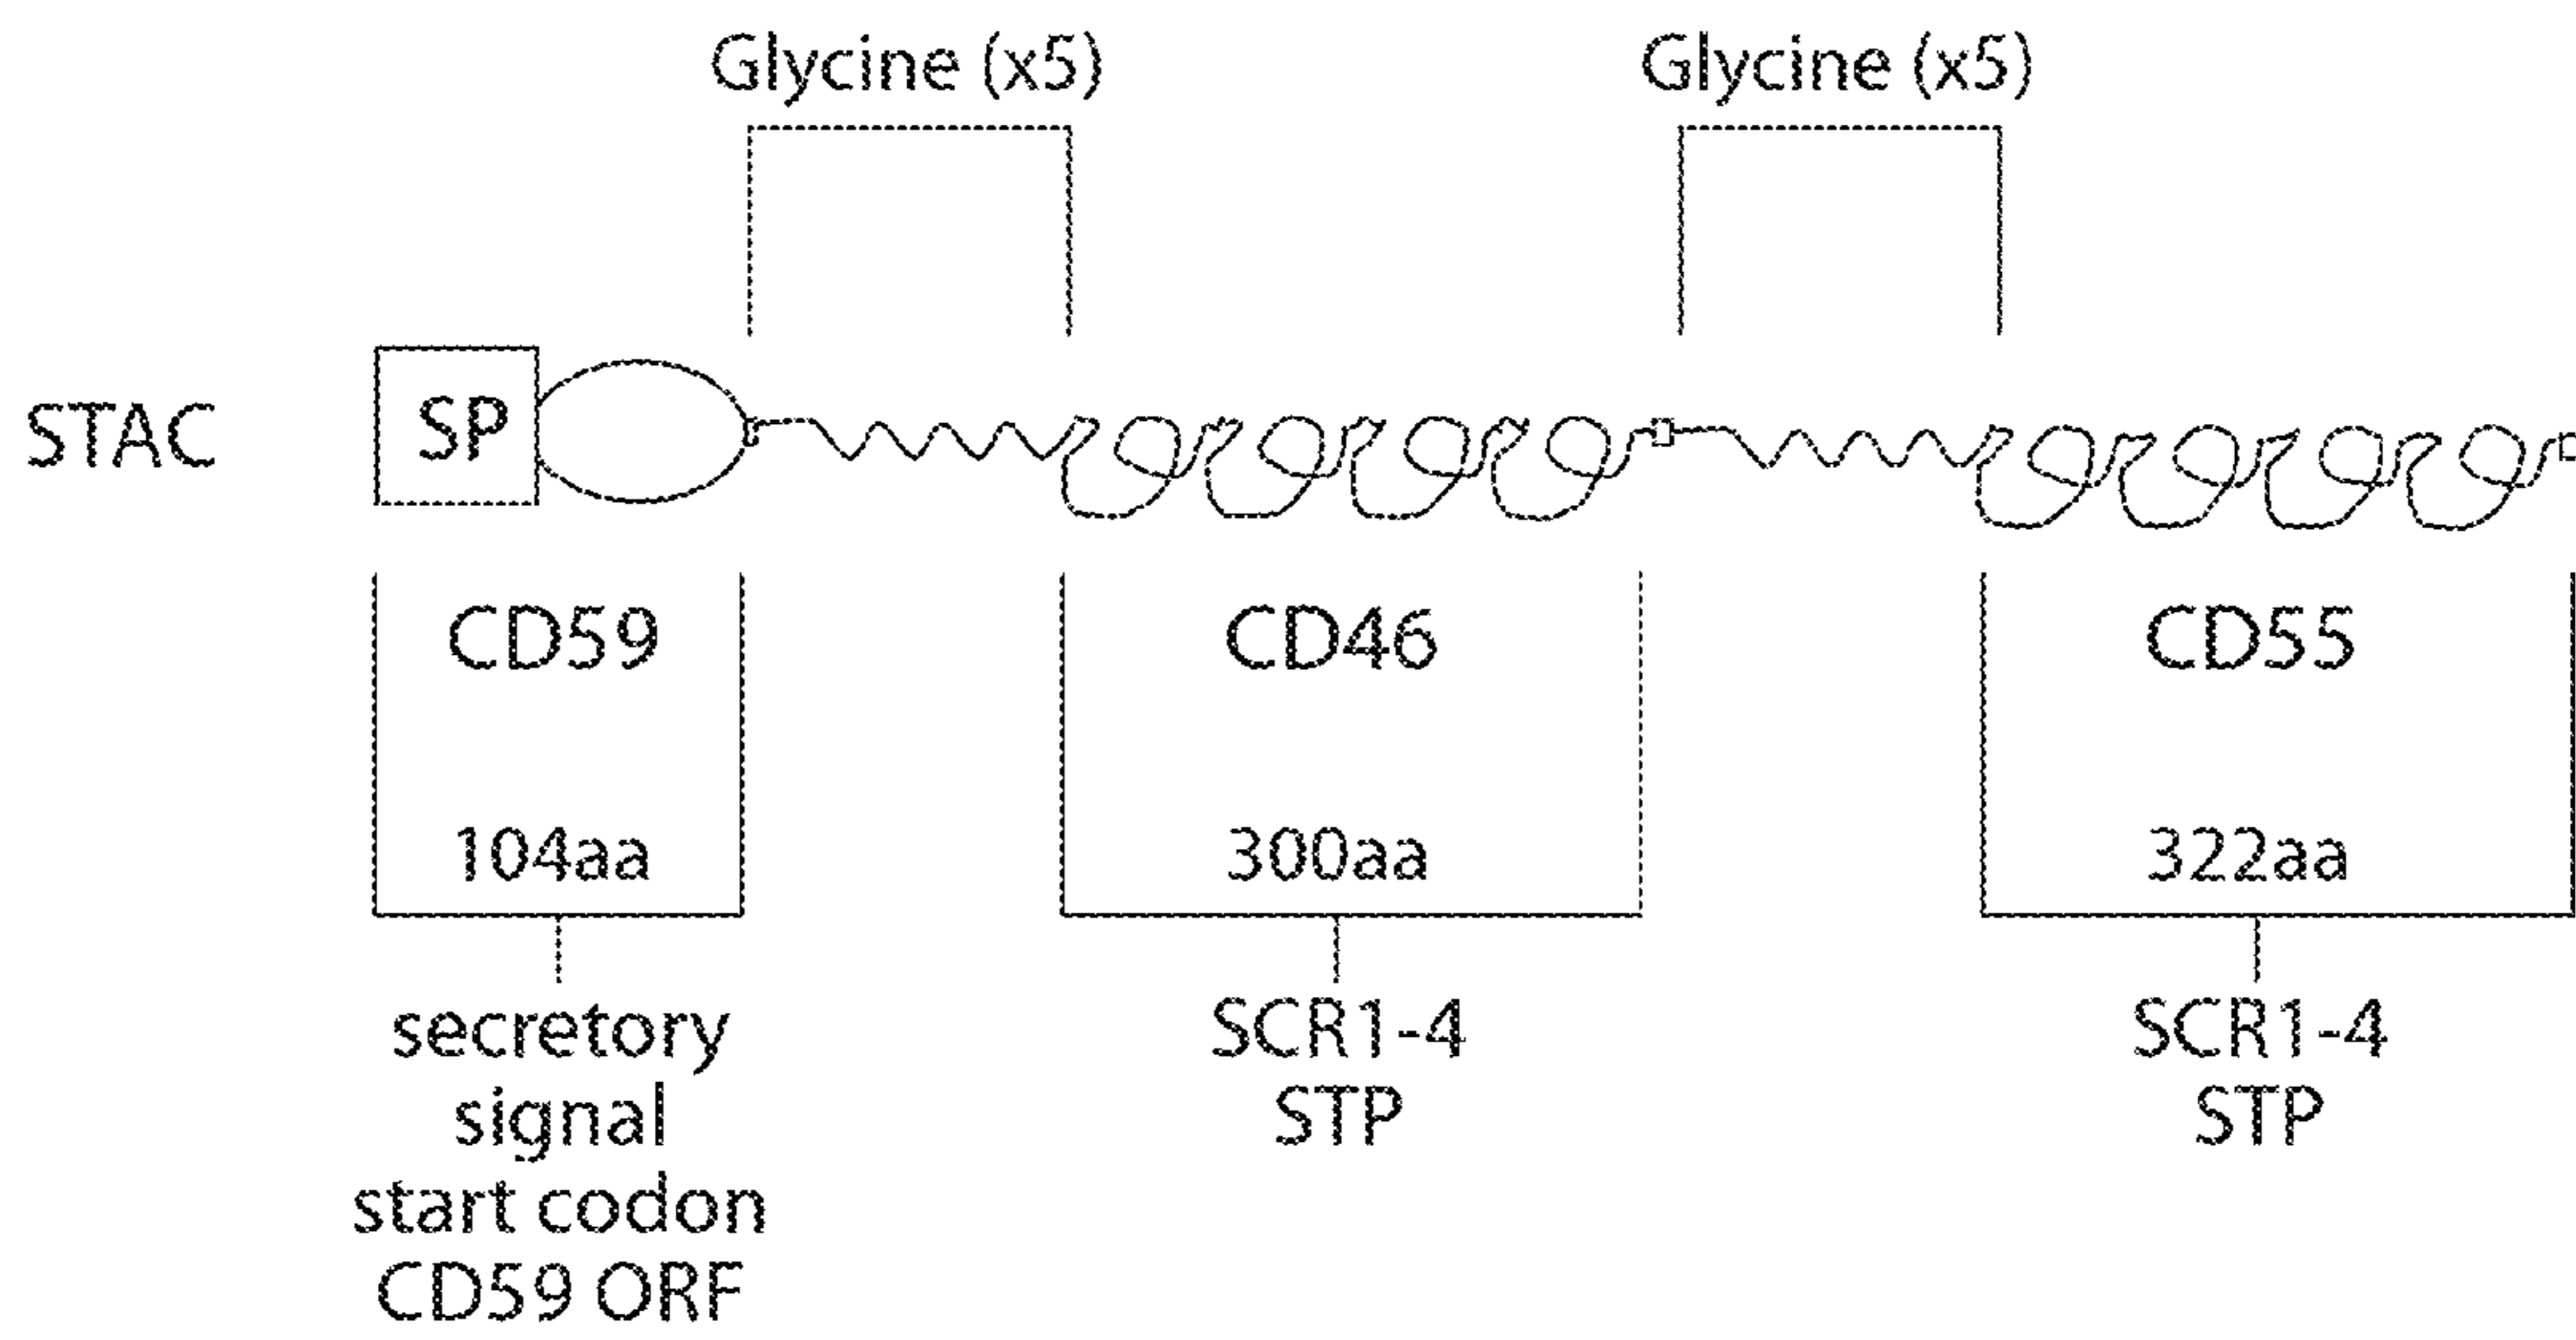 Glycine (x5)
Glycine (x5)
STAC
SP
CD59
CD46
CD55
104aa
300aa
322aa
secretory
signal
start codon
CD59 ORF
SCR1-4
STP
SCR1-4
STP